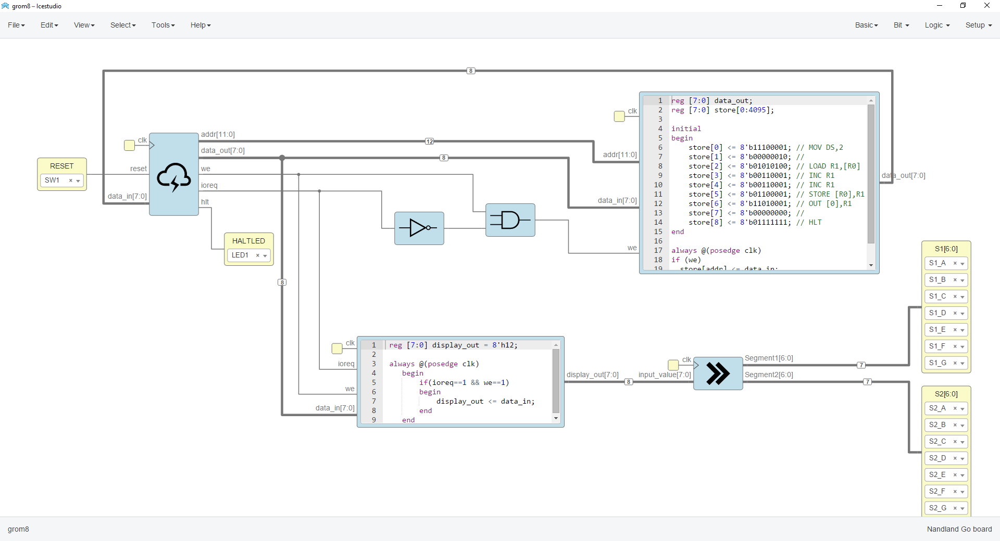 grom8 – Icestudio
File Edit View Select Tools Help Basic Bit Logic Setup
8
clk
addr[11:0]
12
data_out[7:0]
8
RESET
SW1 ×
reset
we
ioreq
data_in[7:0]
hlt
HALTLED
LED1 ×
8
clk
addr[11:0]
data_in[7:0]
we
data_out[7:0]
1 reg [7:0] data_out;
2 reg [7:0] store[0:4095];
3
4 initial
5 begin
6 store[0] <= 8'b11100001; // MOV DS,2
7 store[1] <= 8'b00000010; //
8 store[2] <= 8'b01010100; // LOAD R1,[R0]
9 store[3] <= 8'b00110001; // INC R1
10 store[4] <= 8'b00110001; // INC R1
11 store[5] <= 8'b01100001; // STORE [R0],R1
12 store[6] <= 8'b11010001; // OUT [0],R1
13 store[7] <= 8'b00000000; //
14 store[8] <= 8'b01111111; // HLT
15 end
16
17 always @(posedge clk)
18 if (we)
19 store[addr] <= data_in;
clk
ioreq
we
data_in[7:0]
1 reg [7:0] display_out = 8'h12;
2
3 always @(posedge clk)
4 begin
5 if(ioreq==1 && we==1)
6 begin
7 display_out <= data_in;
8 end
9 end
display_out[7:0]
8
clk
input_value[7:0]
Segment1[6:0]
7
Segment2[6:0]
7
S1[6:0]
S1_A ×
S1_B ×
S1_C ×
S1_D ×
S1_E ×
S1_F ×
S1_G ×
S2[6:0]
S2_A ×
S2_B ×
S2_C ×
S2_D ×
S2_E ×
S2_F ×
S2_G ×
grom8
Nandland Go board